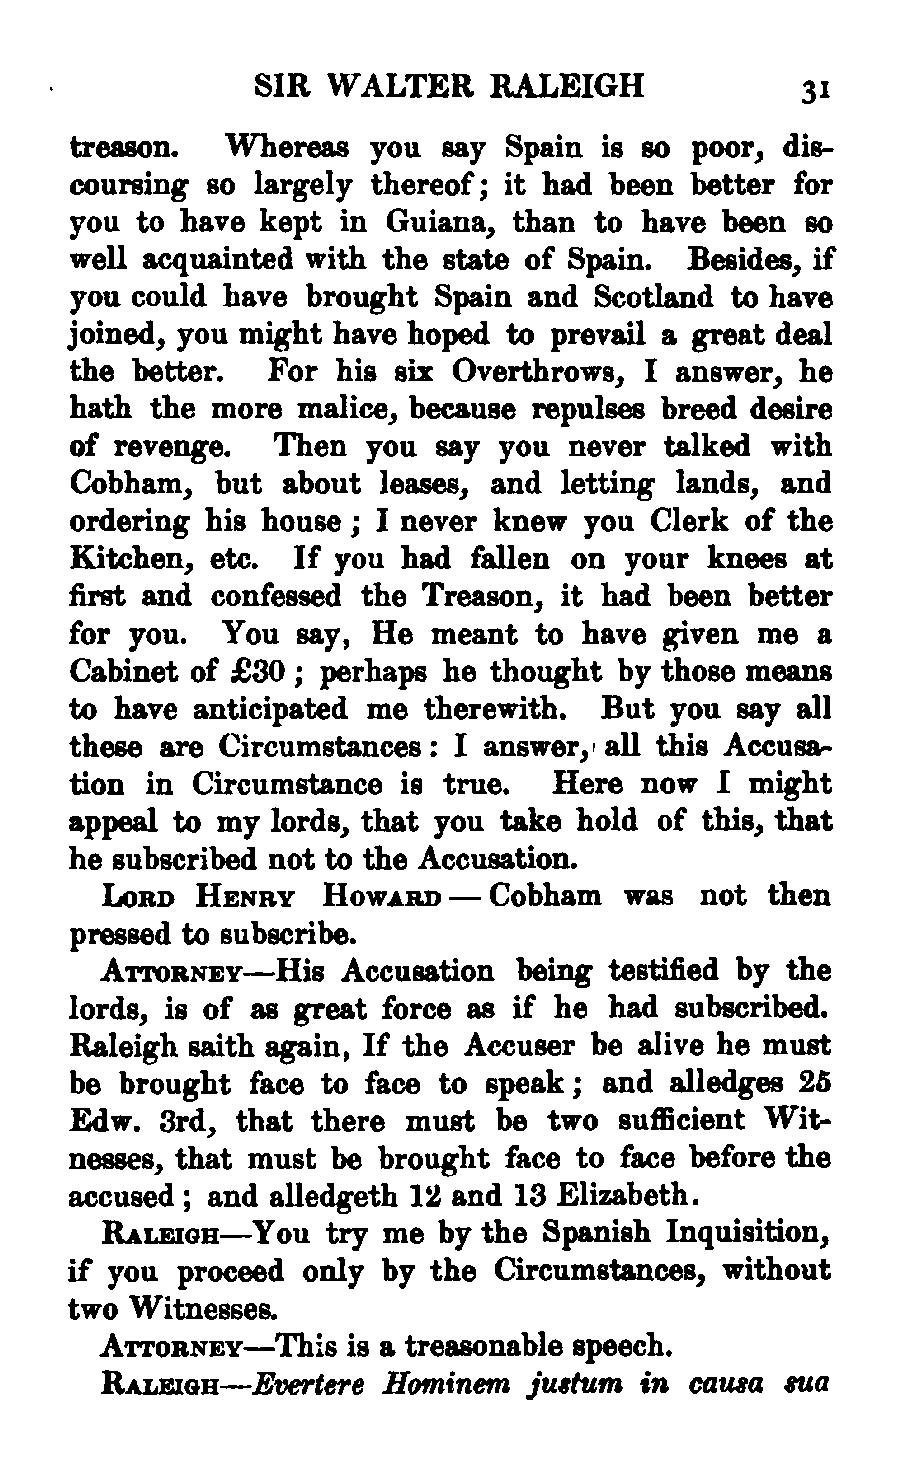 SIR WALTER RALEIGH 31
treason. Whereas you say Spain is so poor, dis-
coursing so largely thereof; it had been better for
you to have kept in Guiana, than to have been so
well acquainted with the state of Spain. Besides, if
you could have brought Spain and Scotland to have
joined, you might have hoped to prevail a great deal
the better. For his six Overthrows, I answer, he
hath the more malice, because repulses breed desire
of revenge. Then you say you never talked with
Cobham, but about leases, and letting lands, and
ordering his house; I never knew you Clerk of the
Kitchen, etc. If you had fallen on your knees at
first and confessed the Treason, it had been better
for you. You say, He meant to have given me a
Cabinet of £30; perhaps he thought by those means
to have anticipated me therewith. But you say all
these are Circumstances: I answer, all this Accusa-
tion in Circumstance is true. Here now I might
appeal to my lords, that you take hold of this, that
he subscribed not to the Accusation.
LORD HENRY HOWARD—Cobham was not then
pressed to subscribe.
ATTORNEY—His Accusation being testified by the
lords, is of as great force as if he had subscribed.
Raleigh saith again, If the Accuser be alive he must
be brought face to face to speak; and alledges 25
Edw. 3rd, that there must be two sufficient Wit-
nesses, that must be brought face to face before the
accused; and alledgeth 12 and 13 Elizabeth.
RALEIGH—You try me by the Spanish Inquisition,
if you proceed only by the Circumstances, without
two Witnesses.
ATTORNEY—This is a treasonable speech.
RALEIGH—Evertere Hominem justum in causa sua